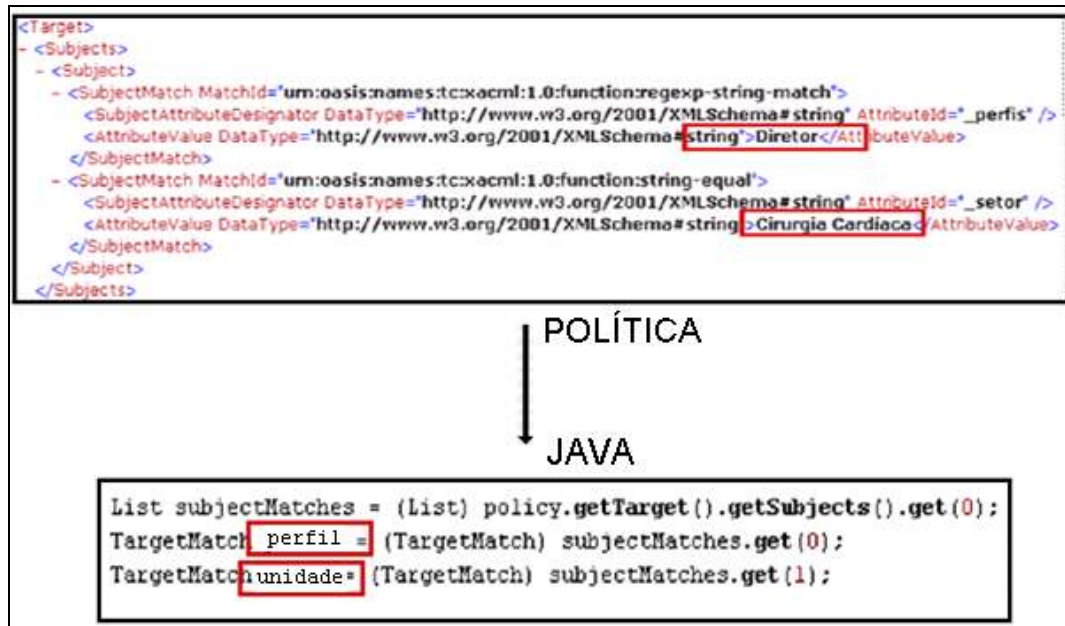 <Target>
- <Subjects>
- <Subject>
- <SubjectMatch MatchId="urn:oasis:names:tc:xacml:1.0:function:regexp-string-match">
<SubjectAttributeDesignator DataType="http://www.w3.org/2001/XMLSchema#string" AttributeId="_perfis" />
<AttributeValue DataType="http://www.w3.org/2001/XMLSchema#string">Diretor</AttributeValue>
</SubjectMatch>
- <SubjectMatch MatchId="urn:oasis:names:tc:xacml:1.0:function:string-equal">
<SubjectAttributeDesignator DataType="http://www.w3.org/2001/XMLSchema#string" AttributeId="_setor" />
<AttributeValue DataType="http://www.w3.org/2001/XMLSchema#string">Cirurgia Cardiaca</AttributeValue>
</SubjectMatch>
</Subject>
</Subjects>
POLÍTICA
JAVA
List subjectMatches = (List) policy.getTarget().getSubjects().get(0);
TargetMatch perfil = (TargetMatch) subjectMatches.get(0);
TargetMatch unidade= (TargetMatch) subjectMatches.get(1);